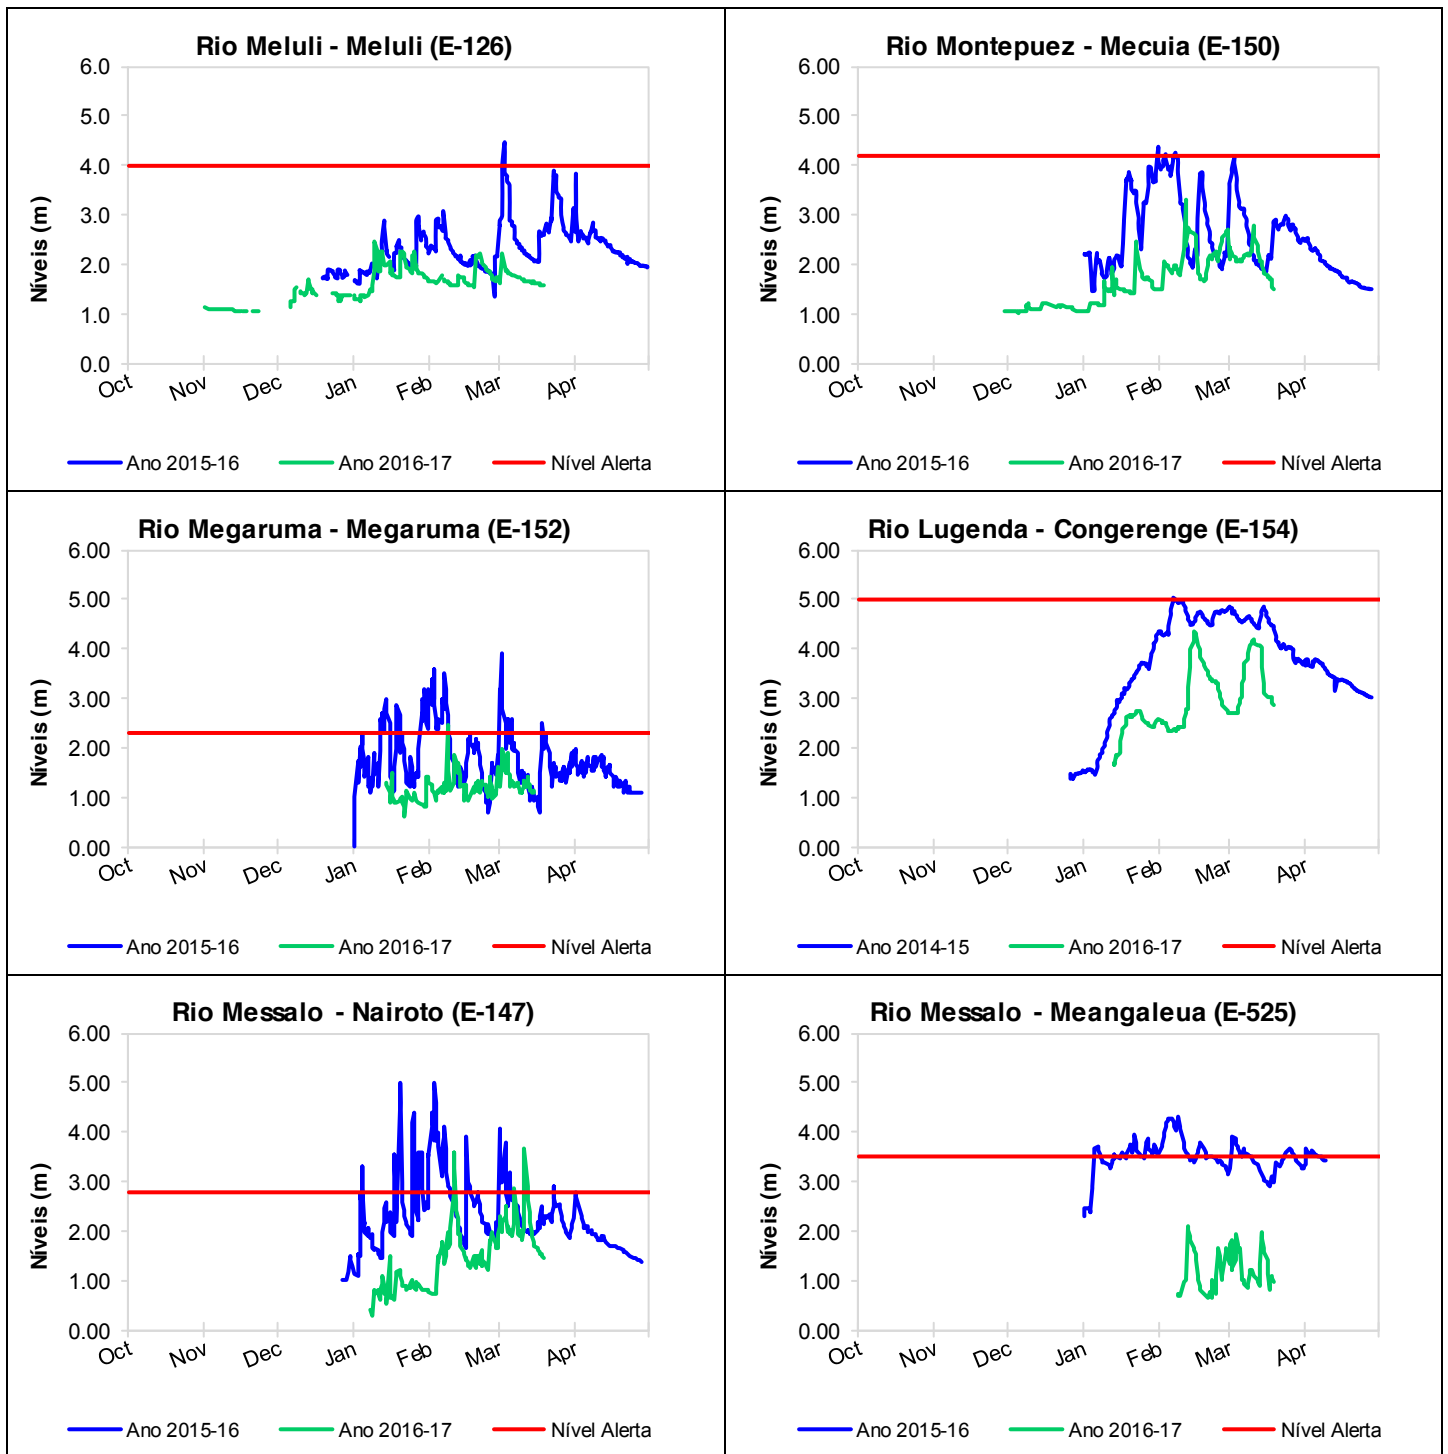 Rio Meluli - Meluli (E-126)
Níveis (m)
6.0
5.0
4.0
3.0
2.0
1.0
0.0
Oct Nov Dec Jan Feb Mar Apr
Ano 2015-16 Ano 2016-17 Nível Alerta
Rio Montepuez - Mecuia (E-150)
Níveis (m)
6.00
5.00
4.00
3.00
2.00
1.00
0.00
Oct Nov Dec Jan Feb Mar Apr
Ano 2015-16 Ano 2016-17 Nível Alerta
Rio Megaruma - Megaruma (E-152)
Níveis (m)
6.00
5.00
4.00
3.00
2.00
1.00
0.00
Oct Nov Dec Jan Feb Mar Apr
Ano 2015-16 Ano 2016-17 Nível Alerta
Rio Lugenda - Congerenge (E-154)
Níveis (m)
6.00
5.00
4.00
3.00
2.00
1.00
0.00
Oct Nov Dec Jan Feb Mar Apr
Ano 2014-15 Ano 2016-17 Nível Alerta
Rio Messalo - Nairoto (E-147)
Níveis (m)
6.00
5.00
4.00
3.00
2.00
1.00
0.00
Oct Nov Dec Jan Feb Mar Apr
Ano 2015-16 Ano 2016-17 Nível Alerta
Rio Messalo - Meangaleua (E-525)
Níveis (m)
6.00
5.00
4.00
3.00
2.00
1.00
0.00
Oct Nov Dec Jan Feb Mar Apr
Ano 2015-16 Ano 2016-17 Nível Alerta